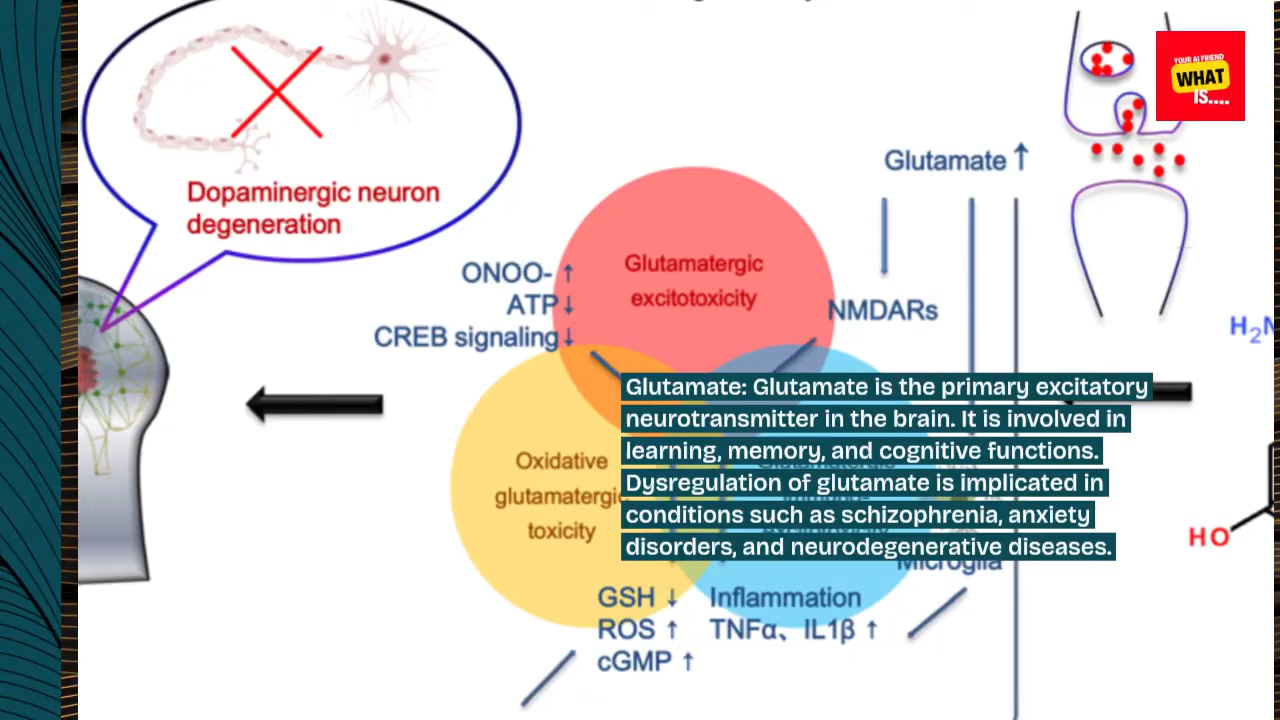 YOUR AI FRIEND
WHAT
IS....
Glutamate ↑
Dopaminergic neuron
degeneration
ONOO- ↑
ATP ↓
CREB signaling ↓
Glutamatergic
excitotoxicity
NMDARs
H₂N
Glutamate: Glutamate is the primary excitatory
neurotransmitter in the brain. It is involved in
learning, memory, and cognitive functions.
Dysregulation of glutamate is implicated in
conditions such as schizophrenia, anxiety
disorders, and neurodegenerative diseases.
Oxidative
glutamatergic
toxicity
HO
Microglia
GSH ↓
ROS ↑
cGMP ↑
Inflammation
TNFα、IL1β ↑